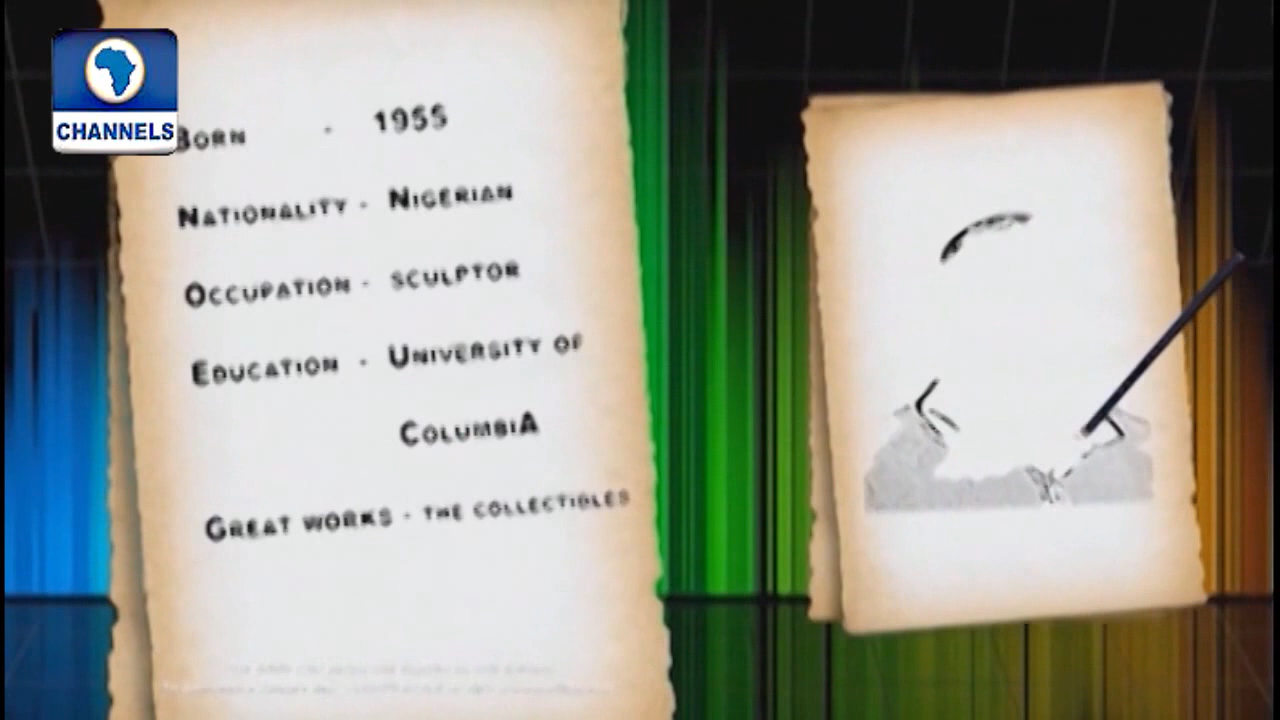 CHANNELS
BORN - 1955
NATIONALITY - NIGERIAN
OCCUPATION - SCULPTOR
EDUCATION - UNIVERSITY OF
COLUMBIA
GREAT WORKS - THE COLLECTIBLES